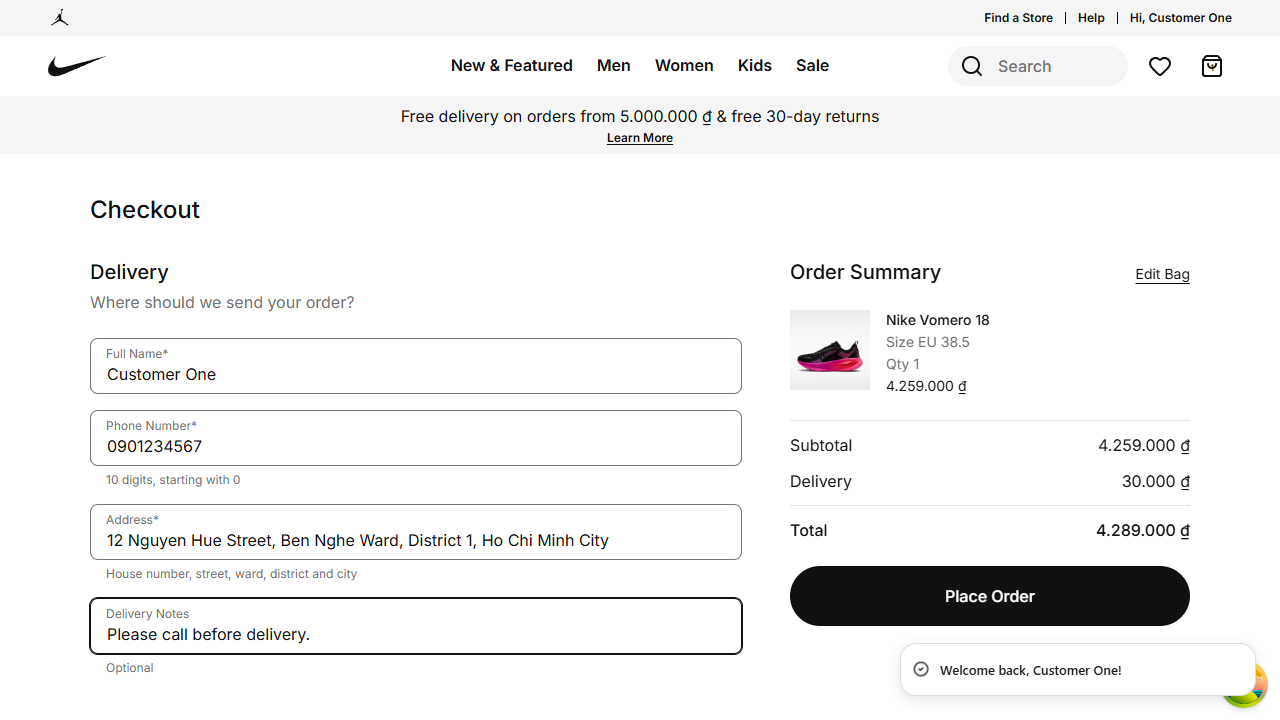 Find a Store
Help
Hi, Customer One
New & Featured
Men
Women
Kids
Sale
Search
Free delivery on orders from 5.000.000 ₫ & free 30-day returns
Learn More
Checkout
Delivery
Where should we send your order?
Full Name*
Customer One
Phone Number*
0901234567
10 digits, starting with 0
Address*
12 Nguyen Hue Street, Ben Nghe Ward, District 1, Ho Chi Minh City
House number, street, ward, district and city
Delivery Notes
Please call before delivery.
Optional
Order Summary
Edit Bag
Nike Vomero 18
Size EU 38.5
Qty 1
4.259.000 ₫
Subtotal 4.259.000 ₫
Delivery 30.000 ₫
Total 4.289.000 ₫
Place Order
Welcome back, Customer One!